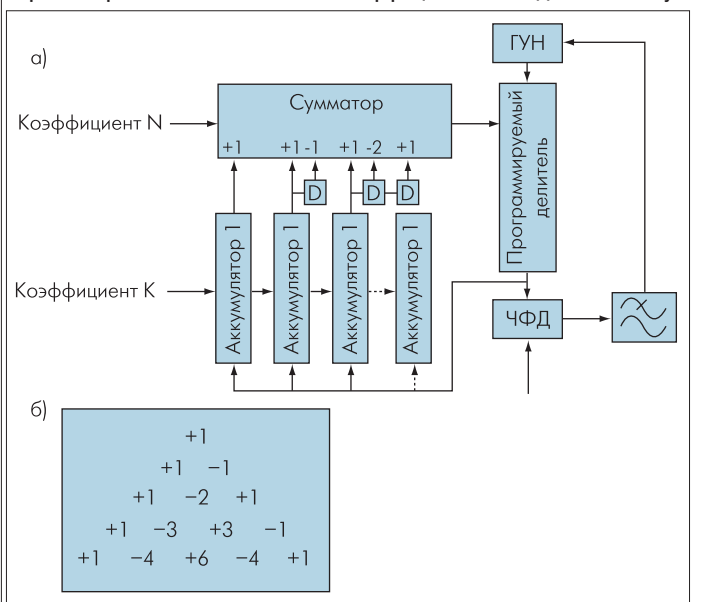 а)
ГУН
Сумматор
Коэффициент N
+1 +1 -1 +1 -2 +1
Программируемый
делитель
D D D
Коэффициент K
Аккумулятор 1
Аккумулятор 1
Аккумулятор 1
Аккумулятор 1
ЧФД
б)
+1
+1 −1
+1 −2 +1
+1 −3 +3 −1
+1 −4 +6 −4 +1